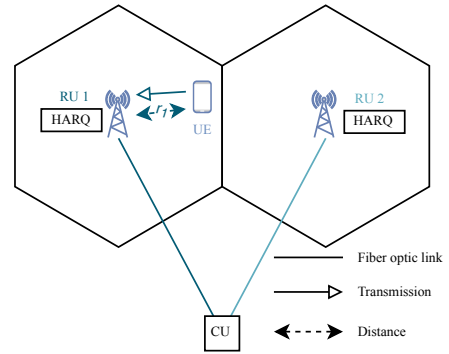 RU 1
RU 2
HARQ
r1
UE
HARQ
CU
Fiber optic link
Transmission
Distance